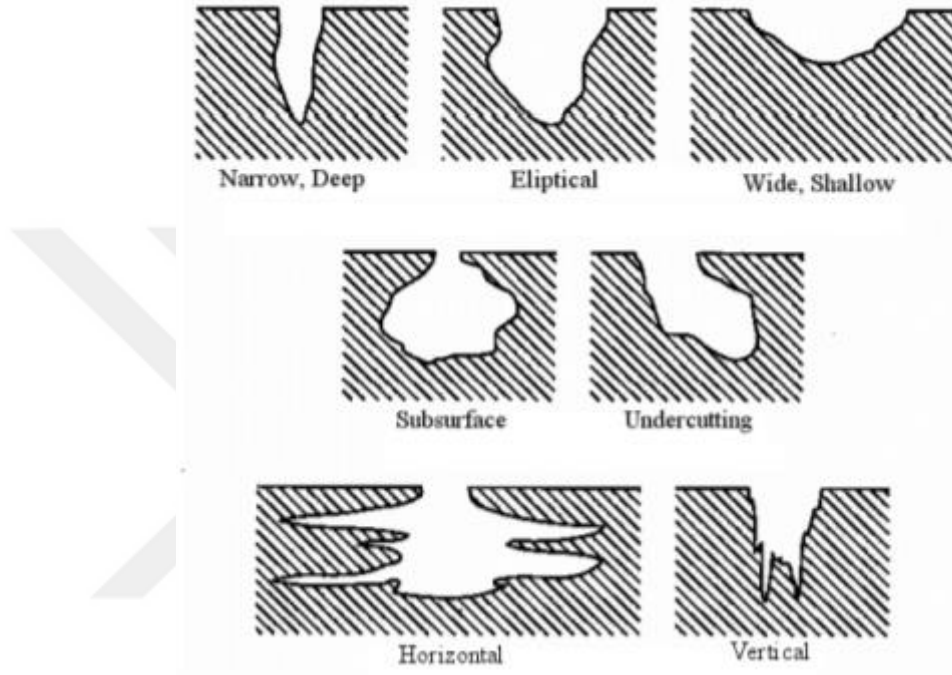 Narrow, Deep
Eliptical
Wide, Shallow
Subsurface
Undercutting
Horizontal
Vertical